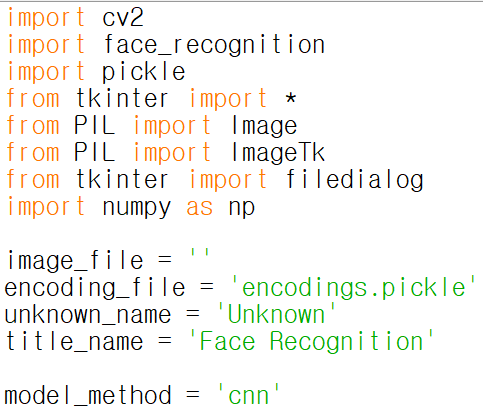 import cv2
import face_recognition
import pickle
from tkinter import *
from PIL import Image
from PIL import ImageTk
from tkinter import filedialog
import numpy as np
image_file = ''
encoding_file = 'encodings.pickle'
unknown_name = 'Unknown'
title_name = 'Face Recognition'
model_method = 'cnn'